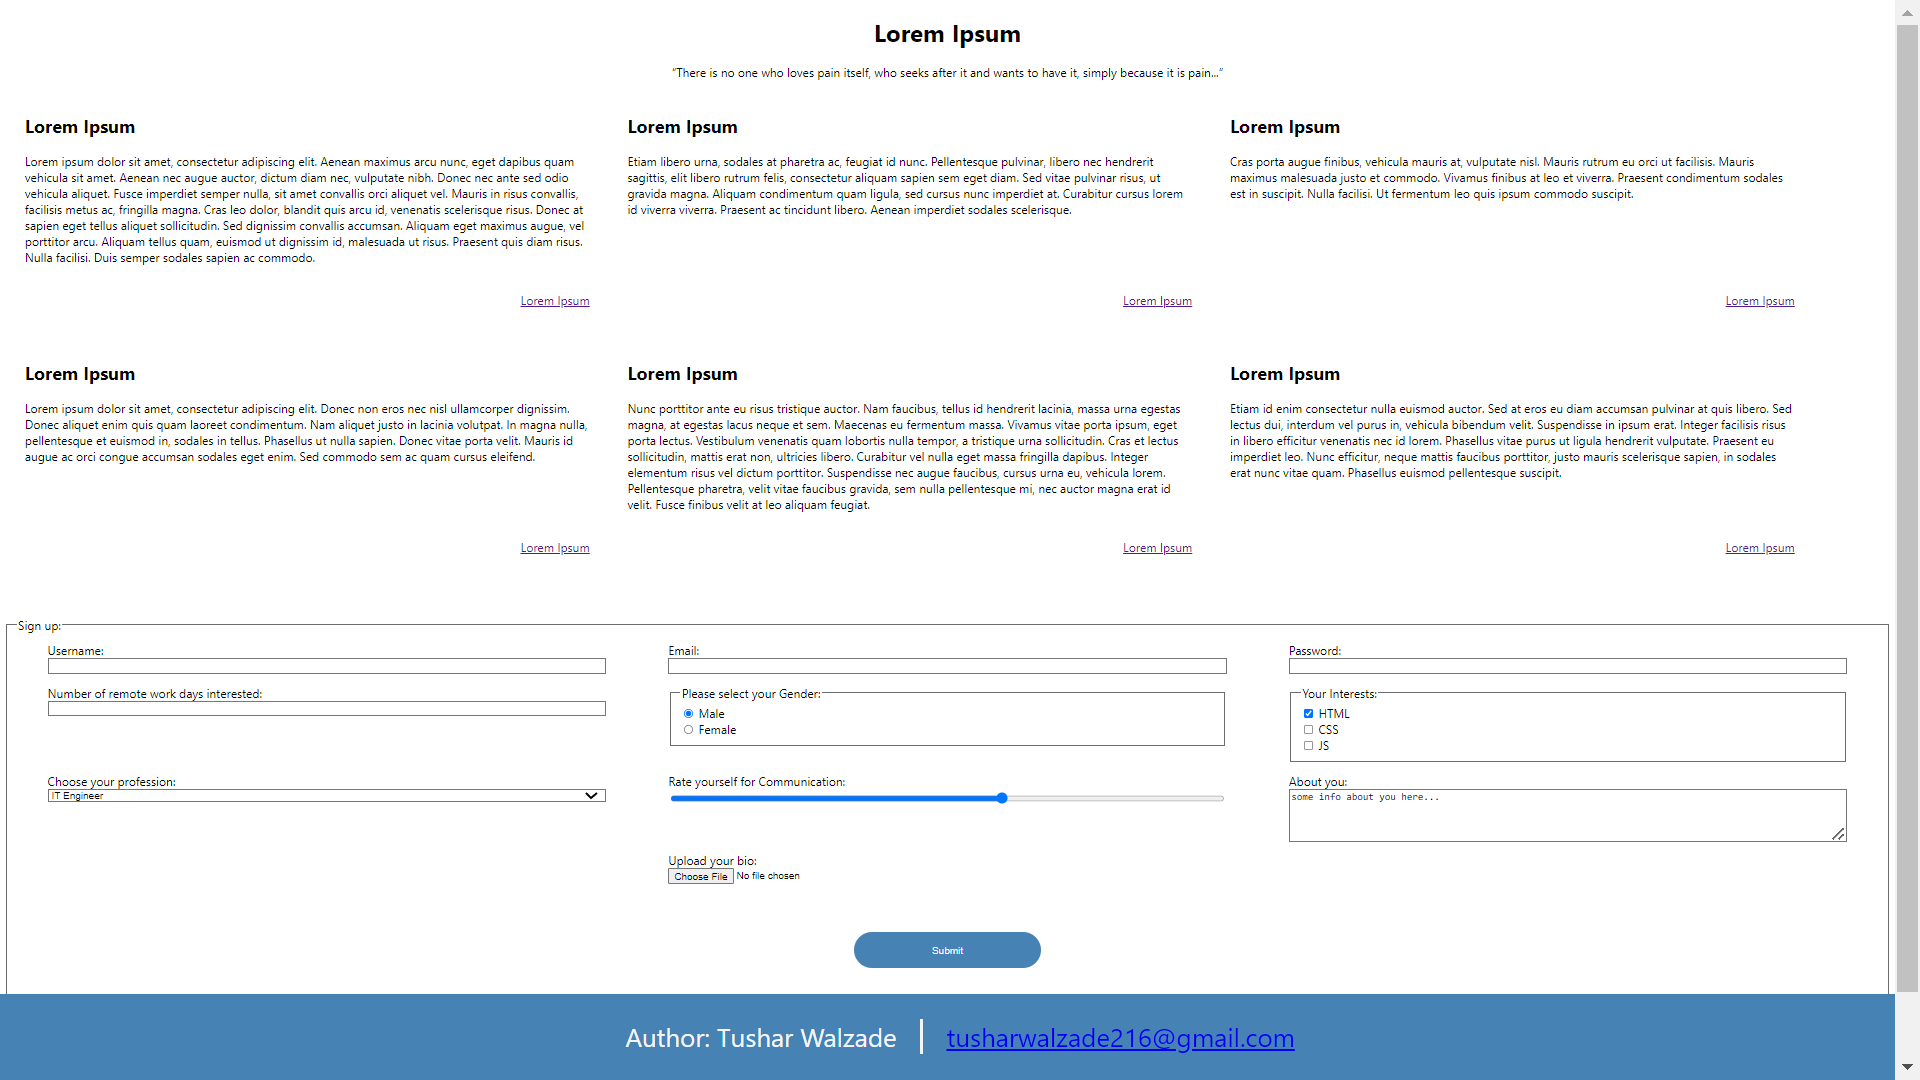 Lorem Ipsum
"There is no one who loves pain itself, who seeks after it and wants to have it, simply because it is pain..."
Lorem Ipsum
Lorem ipsum dolor sit amet, consectetur adipiscing elit. Aenean maximus arcu nunc, eget dapibus quam
vehicula sit amet. Aenean nec augue auctor, dictum diam nec, vulputate nibh. Donec nec ante sed odio
vehicula aliquet. Fusce imperdiet semper nulla, sit amet convallis orci aliquet vel. Mauris in risus convallis,
facilisis metus ac, fringilla magna. Cras leo dolor, blandit quis arcu id, venenatis scelerisque risus. Donec at
sapien eget tellus aliquet sollicitudin. Sed dignissim convallis accumsan. Aliquam eget maximus augue, vel
porttitor arcu. Aliquam tellus quam, euismod ut dignissim id, malesuada ut risus. Praesent quis diam risus.
Nulla facilisi. Duis semper sodales sapien ac commodo.
Lorem Ipsum
Lorem Ipsum
Etiam libero urna, sodales at pharetra ac, feugiat id nunc. Pellentesque pulvinar, libero nec hendrerit
sagittis, elit libero rutrum felis, consectetur aliquam sapien sem eget diam. Sed vitae pulvinar risus, ut
gravida magna. Aliquam condimentum quam ligula, sed cursus nunc imperdiet at. Curabitur cursus lorem
id viverra viverra. Praesent ac tincidunt libero. Aenean imperdiet sodales scelerisque.
Lorem Ipsum
Lorem Ipsum
Cras porta augue finibus, vehicula mauris at, vulputate nisl. Mauris rutrum eu orci ut facilisis. Mauris
maximus malesuada justo et commodo. Vivamus finibus at leo et viverra. Praesent condimentum sodales
est in suscipit. Nulla facilisi. Ut fermentum leo quis ipsum commodo suscipit.
Lorem Ipsum
Lorem Ipsum
Lorem ipsum dolor sit amet, consectetur adipiscing elit. Donec non eros nec nisl ullamcorper dignissim.
Donec aliquet enim quis quam laoreet condimentum. Nam aliquet justo in lacinia volutpat. In magna nulla,
pellentesque et euismod in, sodales in tellus. Phasellus ut nulla sapien. Donec vitae porta velit. Mauris id
augue ac orci congue accumsan sodales eget enim. Sed commodo sem ac quam cursus eleifend.
Lorem Ipsum
Lorem Ipsum
Nunc porttitor ante eu risus tristique auctor. Nam faucibus, tellus id hendrerit lacinia, massa urna egestas
magna, at egestas lacus neque et sem. Maecenas eu fermentum massa. Vivamus vitae porta ipsum, eget
porta lectus. Vestibulum venenatis quam lobortis nulla tempor, a tristique urna sollicitudin. Cras et lectus
sollicitudin, mattis erat non, ultricies libero. Curabitur vel nulla eget massa fringilla dapibus. Integer
elementum risus vel dictum porttitor. Suspendisse nec augue faucibus, cursus urna eu, vehicula lorem.
Pellentesque pharetra, velit vitae faucibus gravida, sem nulla pellentesque mi, nec auctor magna erat id
velit. Fusce finibus velit at leo aliquam feugiat.
Lorem Ipsum
Lorem Ipsum
Etiam id enim consectetur nulla euismod auctor. Sed at eros eu diam accumsan pulvinar at quis libero. Sed
lectus dui, interdum vel purus in, vehicula bibendum velit. Suspendisse in ipsum erat. Integer facilisis risus
in libero efficitur venenatis nec id lorem. Phasellus vitae purus ut ligula hendrerit vulputate. Praesent eu
imperdiet leo. Nunc efficitur, neque mattis faucibus porttitor, justo mauris scelerisque sapien, in sodales
erat nunc vitae quam. Phasellus euismod pellentesque suscipit.
Lorem Ipsum
Sign up:
Username:
Email:
Password:
Number of remote work days interested:
Please select your Gender:
Male
Female
Your Interests:
HTML
CSS
JS
Choose your profession:
IT Engineer
Rate yourself for Communication:
About you:
some info about you here...
Upload your bio:
Choose File No file chosen
Submit
Author: Tushar Walzade
tusharwalzade216@gmail.com